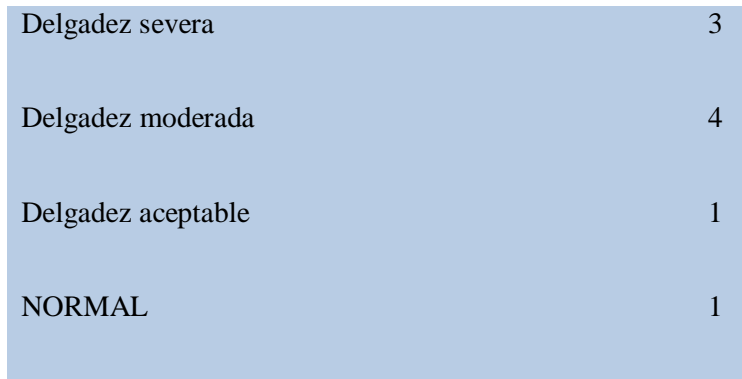 Delgadez severa 3
Delgadez moderada 4
Delgadez aceptable 1
NORMAL 1